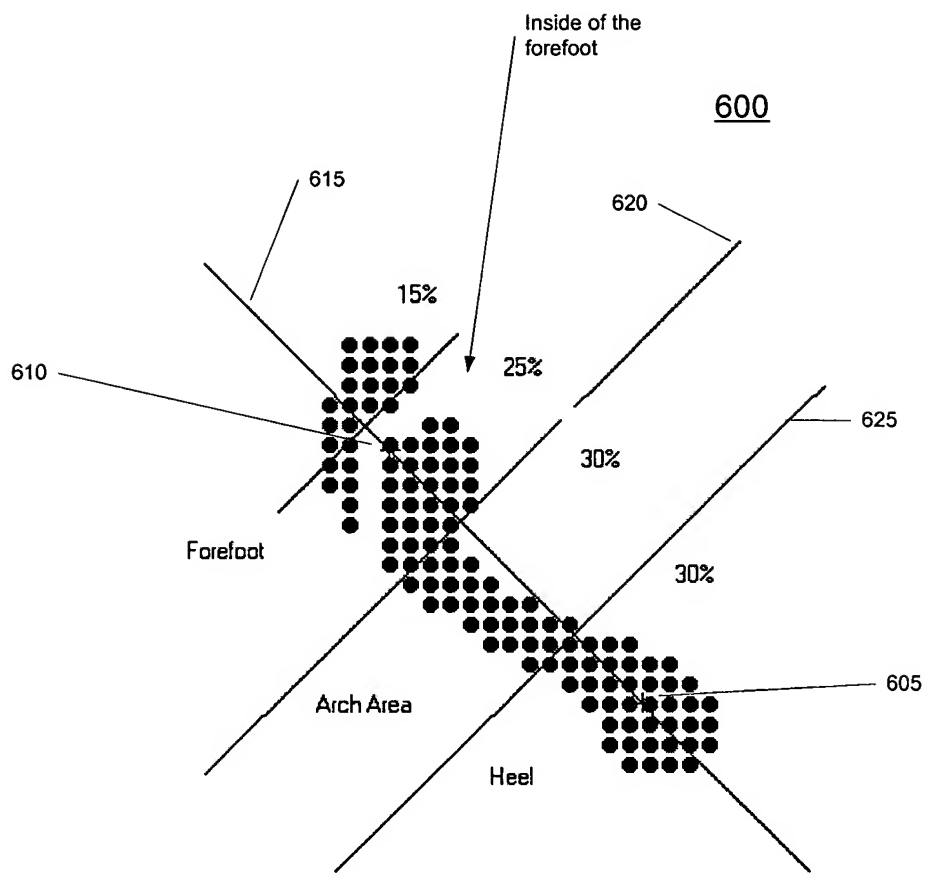 Inside of the
forefoot
600
615
620
15%
610
25%
625
30%
Forefoot
30%
605
Arch Area
Heel